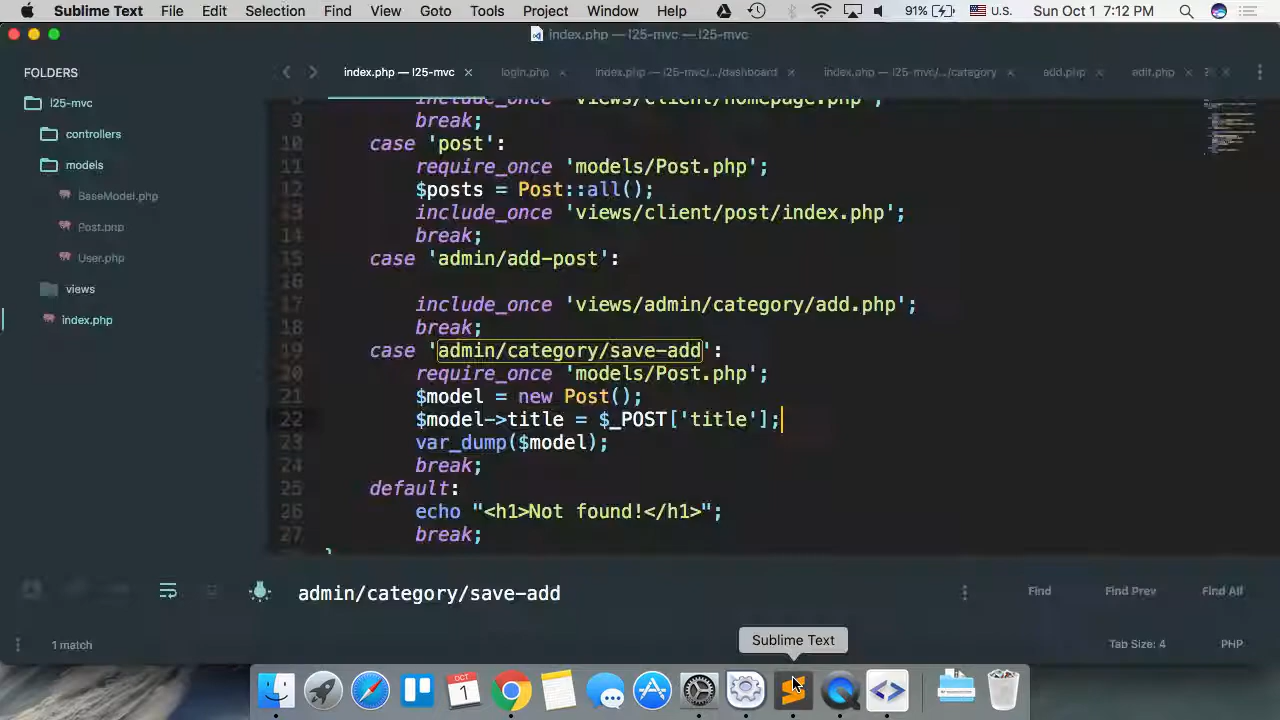 Sublime Text File Edit Selection Find View Goto Tools Project Window Help 91% U.S. Sun Oct 1 7:12 PM
index.php — l25-mvc — l25-mvc
FOLDERS
index.php — l25-mvc × login.php × index.php — l25-mvc/.../dashboard × index.php — l25-mvc/.../category × add.php × edit.php ×
l25-mvc
controllers
models
BaseModel.php
Post.php
User.php
views
index.php
include_once 'views/client/homepage.php';
9 break;
10 case 'post':
11 require_once 'models/Post.php';
12 $posts = Post::all();
13 include_once 'views/client/post/index.php';
14 break;
15 case 'admin/add-post':
16
17 include_once 'views/admin/category/add.php';
18 break;
19 case 'admin/category/save-add':
20 require_once 'models/Post.php';
21 $model = new Post();
22 $model->title = $_POST['title'];
23 var_dump($model);
24 break;
25 default:
26 echo "<h1>Not found!</h1>";
27 break;
}
admin/category/save-add Find Find Prev Find All
Sublime Text
1 match Tab Size: 4 PHP
OCT
1